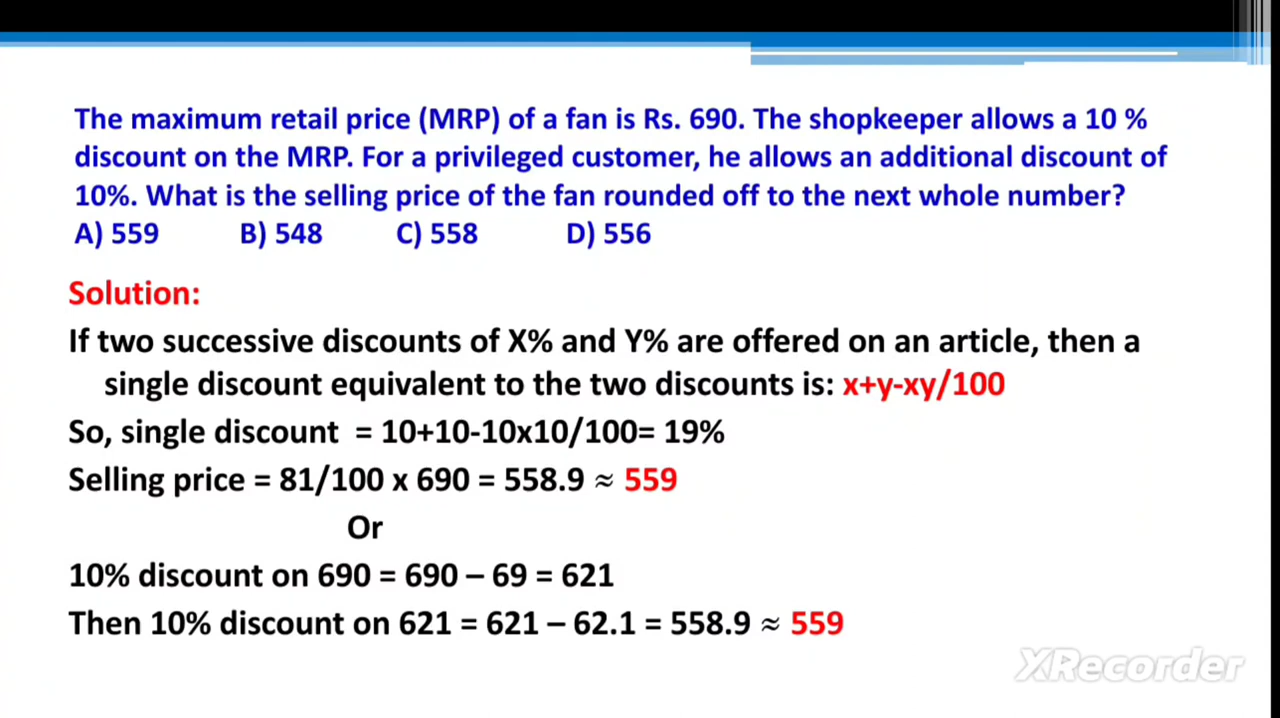 The maximum retail price (MRP) of a fan is Rs. 690. The shopkeeper allows a 10 %
discount on the MRP. For a privileged customer, he allows an additional discount of
10%. What is the selling price of the fan rounded off to the next whole number?
A) 559 B) 548 C) 558 D) 556
Solution:
If two successive discounts of X% and Y% are offered on an article, then a
single discount equivalent to the two discounts is: x+y-xy/100
So, single discount = 10+10-10x10/100= 19%
Selling price = 81/100 x 690 = 558.9 ≈ 559
Or
10% discount on 690 = 690 – 69 = 621
Then 10% discount on 621 = 621 – 62.1 = 558.9 ≈ 559
XRecorder